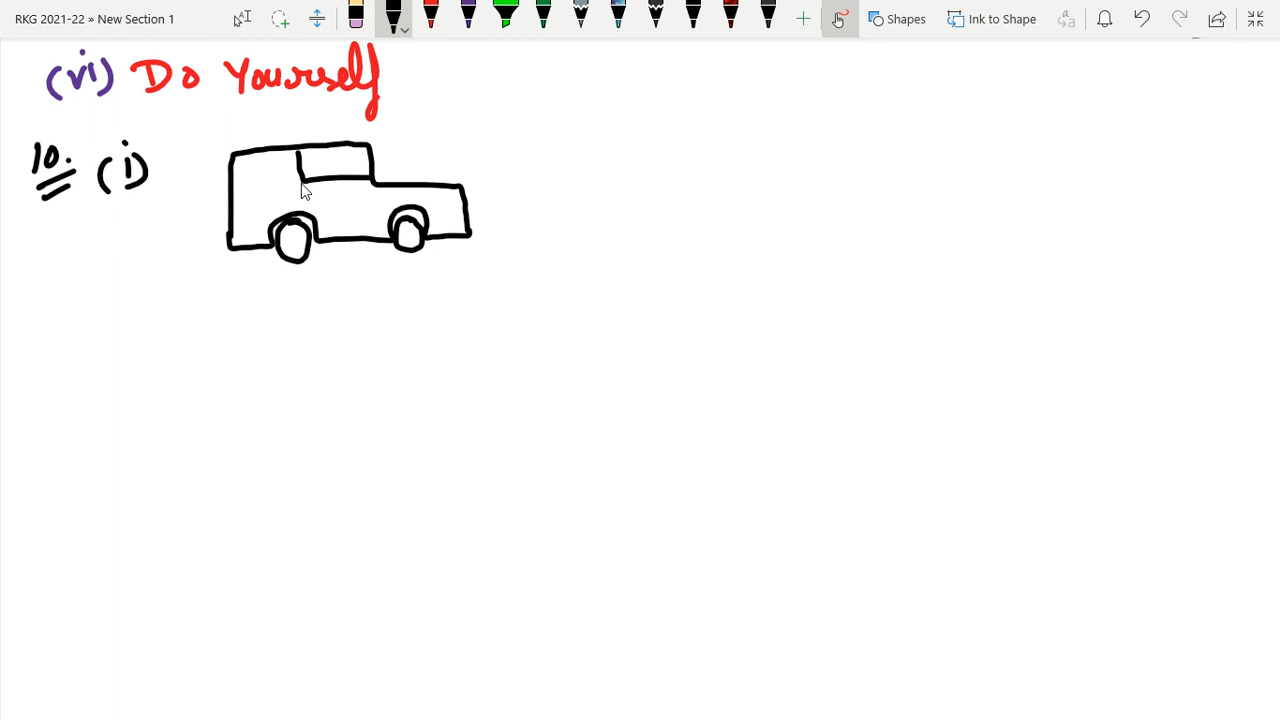 RKG 2021-22 » New Section 1
Shapes
Ink to Shape
(vi) Do Yourself
10. (i)